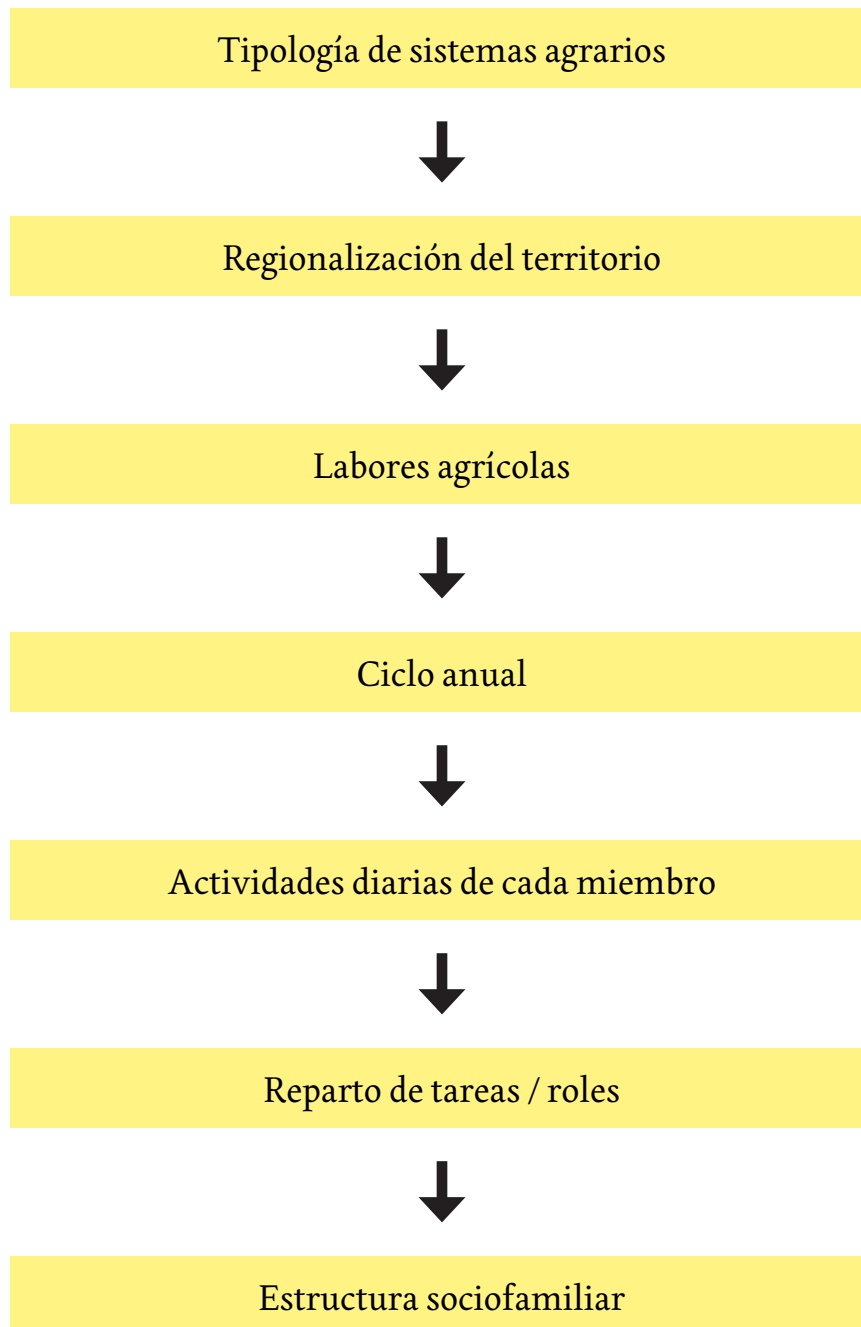 Tipología de sistemas agrarios
Regionalización del territorio
Labores agrícolas
Ciclo anual
Actividades diarias de cada miembro
Reparto de tareas / roles
Estructura sociofamiliar